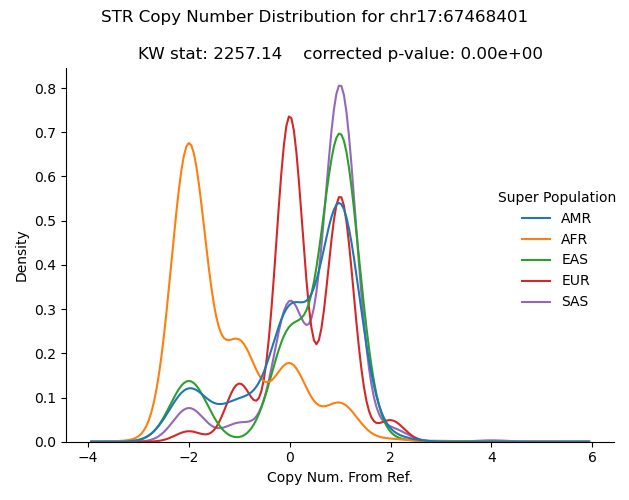 STR Copy Number Distribution for chr17:67468401
KW stat: 2257.14    corrected p-value: 0.00e+00
Density
0.8
0.7
0.6
0.5
0.4
0.3
0.2
0.1
0.0
−4
−2
0
2
4
6
Copy Num. From Ref.
Super Population
AMR
AFR
EAS
EUR
SAS